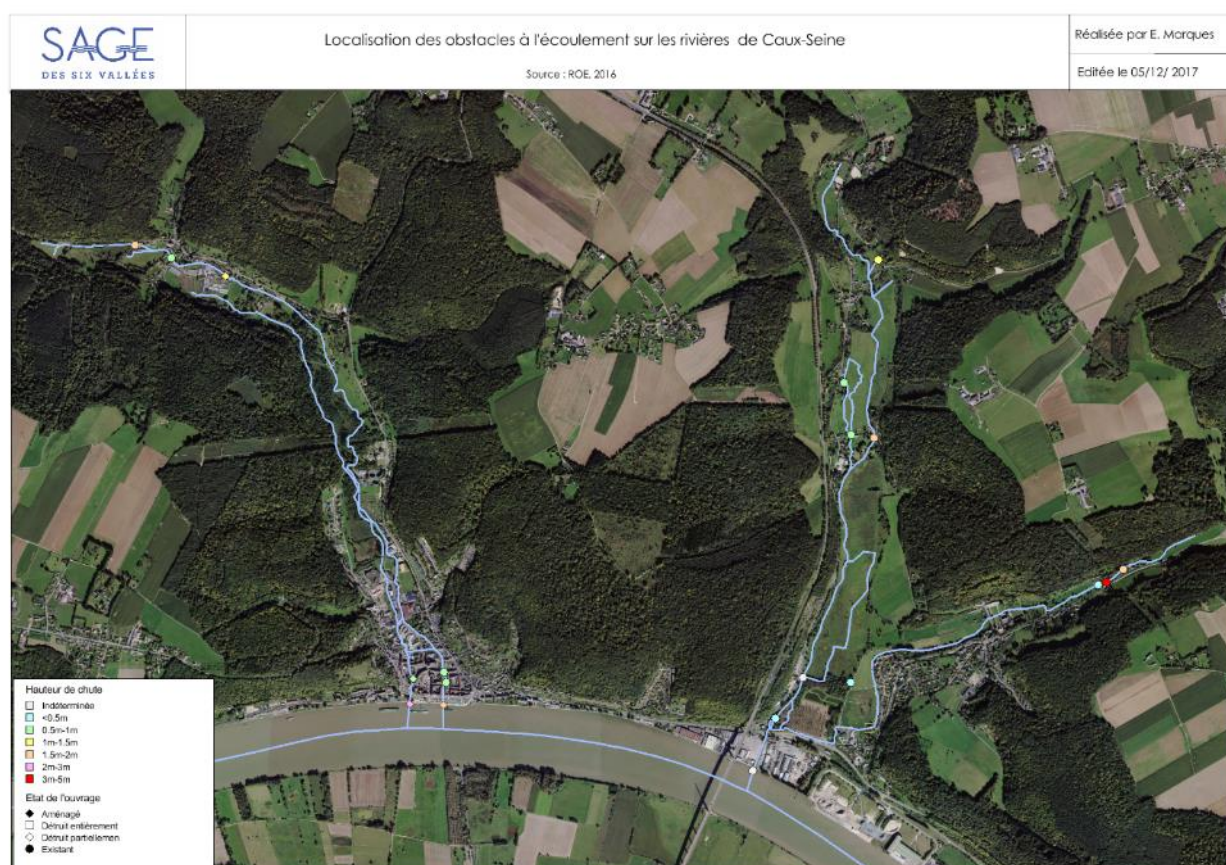 SAGE
DES SIX VALLÉES
Localisation des obstacles à l'écoulement sur les rivières de Caux-Seine
Source : ROE, 2016
Réalisée par E. Marques
Editée le 05/12/ 2017
Hauteur de chute
Indéterminée
<0.5m
0.5m-1m
1m-1.5m
1.5m-2m
2m-3m
3m-5m
Etat de l'ouvrage
Aménagé
Détruit entièrement
Détruit partiellemen
Existant